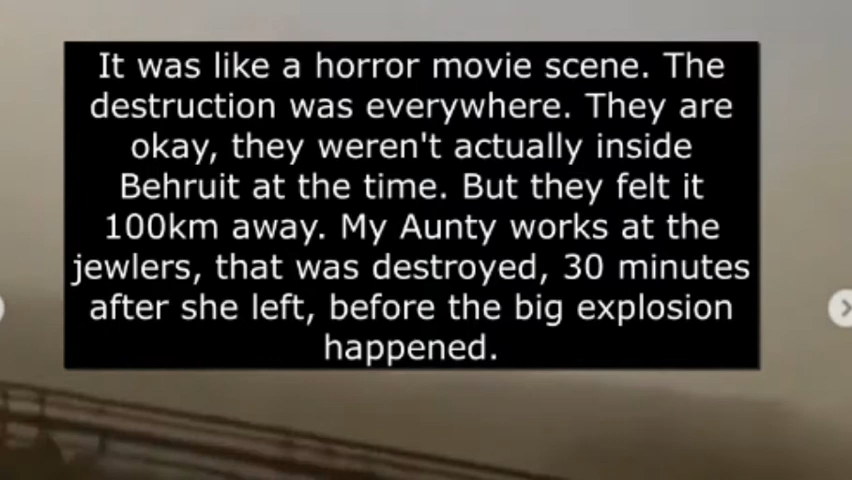 It was like a horror movie scene. The
destruction was everywhere. They are
okay, they weren't actually inside
Behruit at the time. But they felt it
100km away. My Aunty works at the
jewlers, that was destroyed, 30 minutes
after she left, before the big explosion
happened.